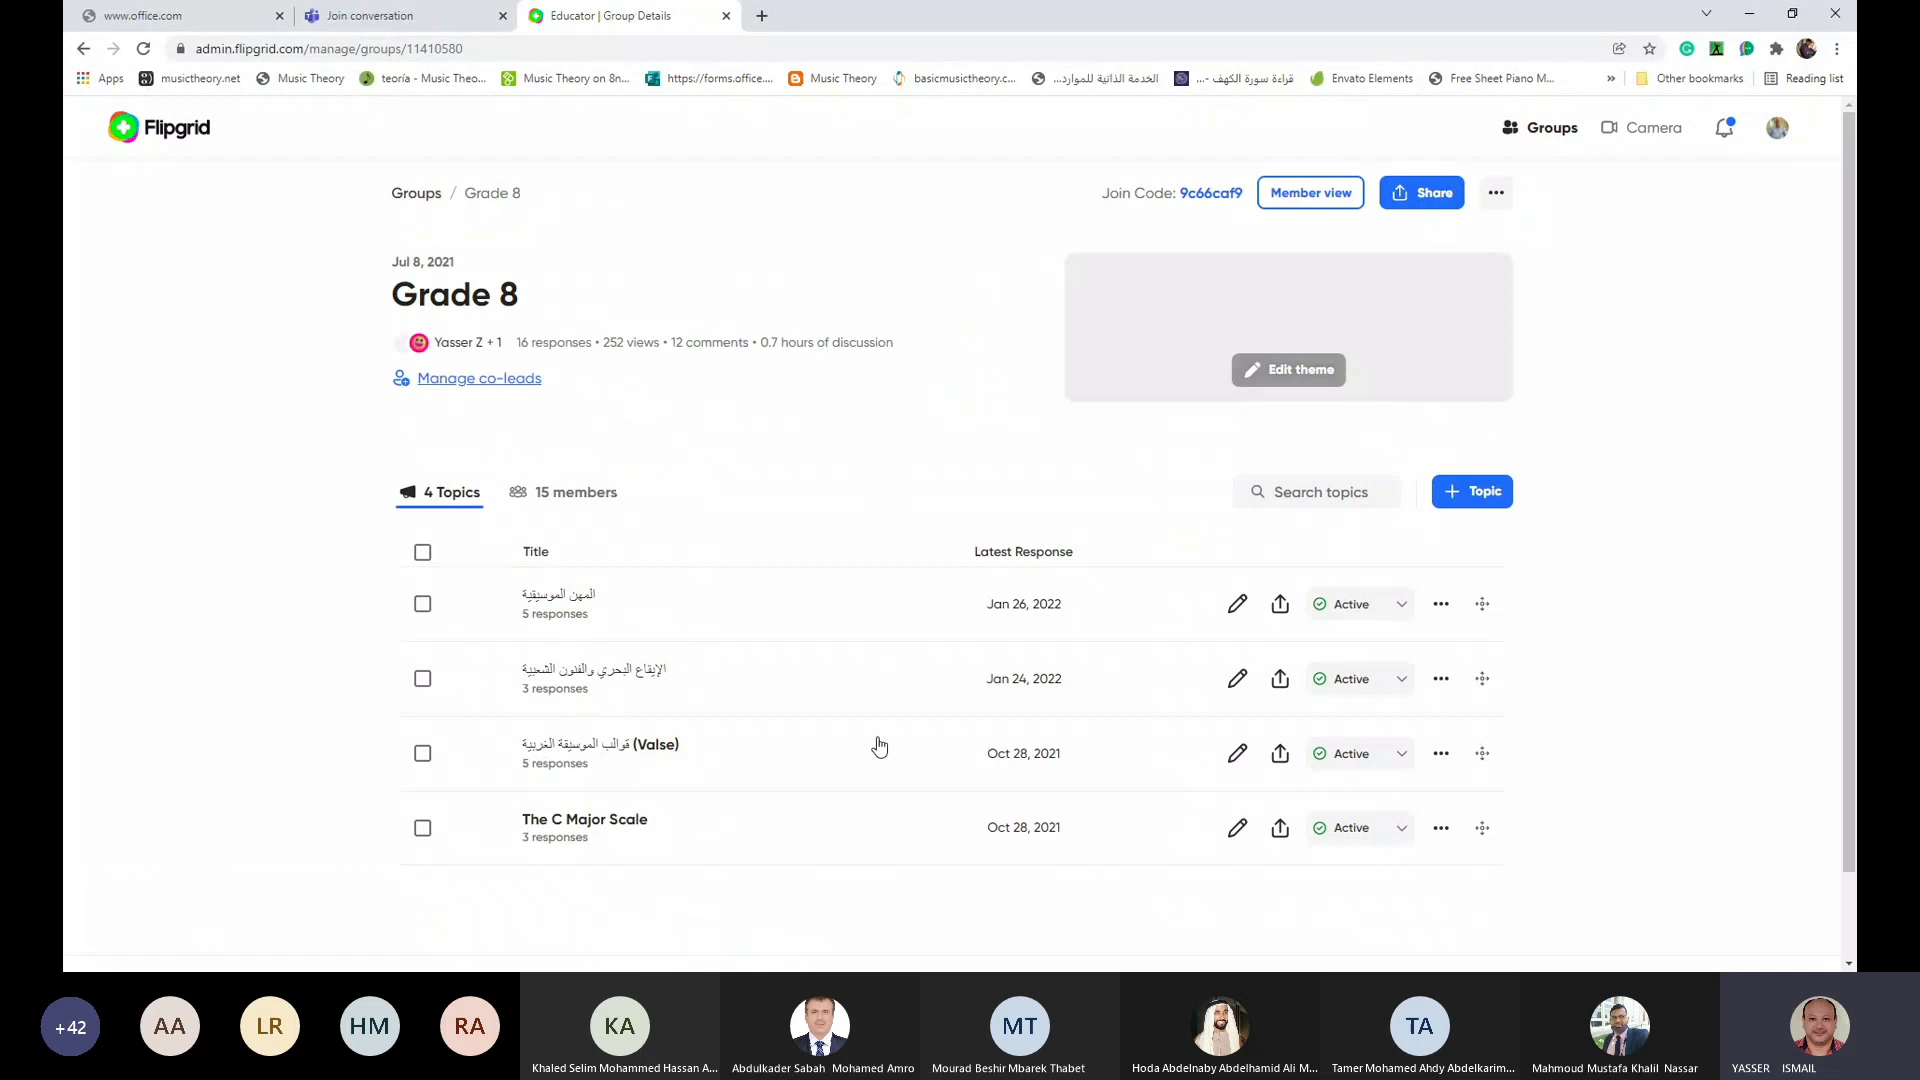 www.office.com
Join conversation
Educator | Group Details
admin.flipgrid.com/manage/groups/11410580
Apps
musictheory.net
Music Theory
teoría - Music Theo...
Music Theory on 8n...
https://forms.office....
Music Theory
basicmusictheory.c...
الخدمة الذاتية للموارد...
قراءة سورة الكهف -...
Envato Elements
Free Sheet Piano M...
»
Other bookmarks
Reading list
Flipgrid
Groups
Camera
Groups / Grade 8
Join Code: 9c66caf9
Member view
Share
Jul 8, 2021
Grade 8
Yasser Z + 1
16 responses • 252 views • 12 comments • 0.7 hours of discussion
Manage co-leads
Edit theme
4 Topics
15 members
Search topics
Topic
Title
Latest Response
المهن الموسيقية
5 responses
Jan 26, 2022
Active
الإيقاع البحري والفنون الشعبية
3 responses
Jan 24, 2022
Active
قوالب الموسيقة الغربية (Valse)
5 responses
Oct 28, 2021
Active
The C Major Scale
3 responses
Oct 28, 2021
Active
+42
AA
LR
HM
RA
KA
MT
TA
Khaled Selim Mohammed Hassan A...
Abdulkader Sabah Mohamed Amro
Mourad Beshir Mbarek Thabet
Hoda Abdelnaby Abdelhamid Ali M...
Tamer Mohamed Ahdy Abdelkarim...
Mahmoud Mustafa Khalil Nassar
YASSER ISMAIL